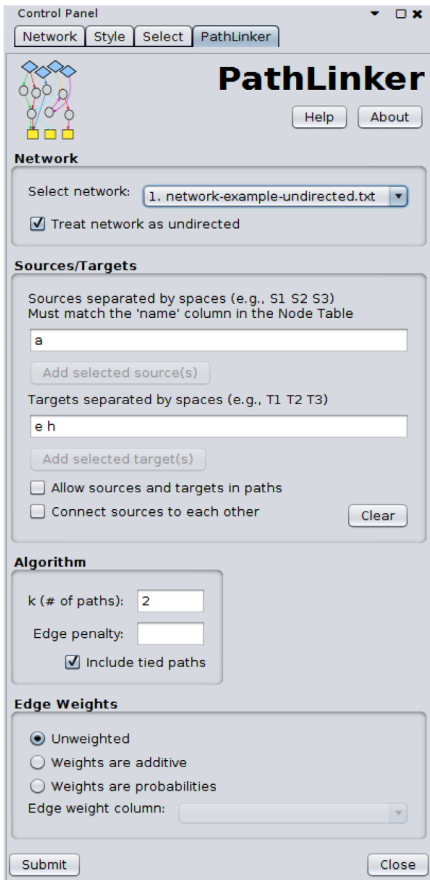 Control Panel
Network Style Select PathLinker
PathLinker
Help About
Network
Select network: 1. network-example-undirected.txt
Treat network as undirected
Sources/Targets
Sources separated by spaces (e.g., S1 S2 S3)
Must match the 'name' column in the Node Table
a
Add selected source(s)
Targets separated by spaces (e.g., T1 T2 T3)
e h
Add selected target(s)
Allow sources and targets in paths
Connect sources to each other
Clear
Algorithm
k (# of paths): 2
Edge penalty:
Include tied paths
Edge Weights
Unweighted
Weights are additive
Weights are probabilities
Edge weight column:
Submit Close